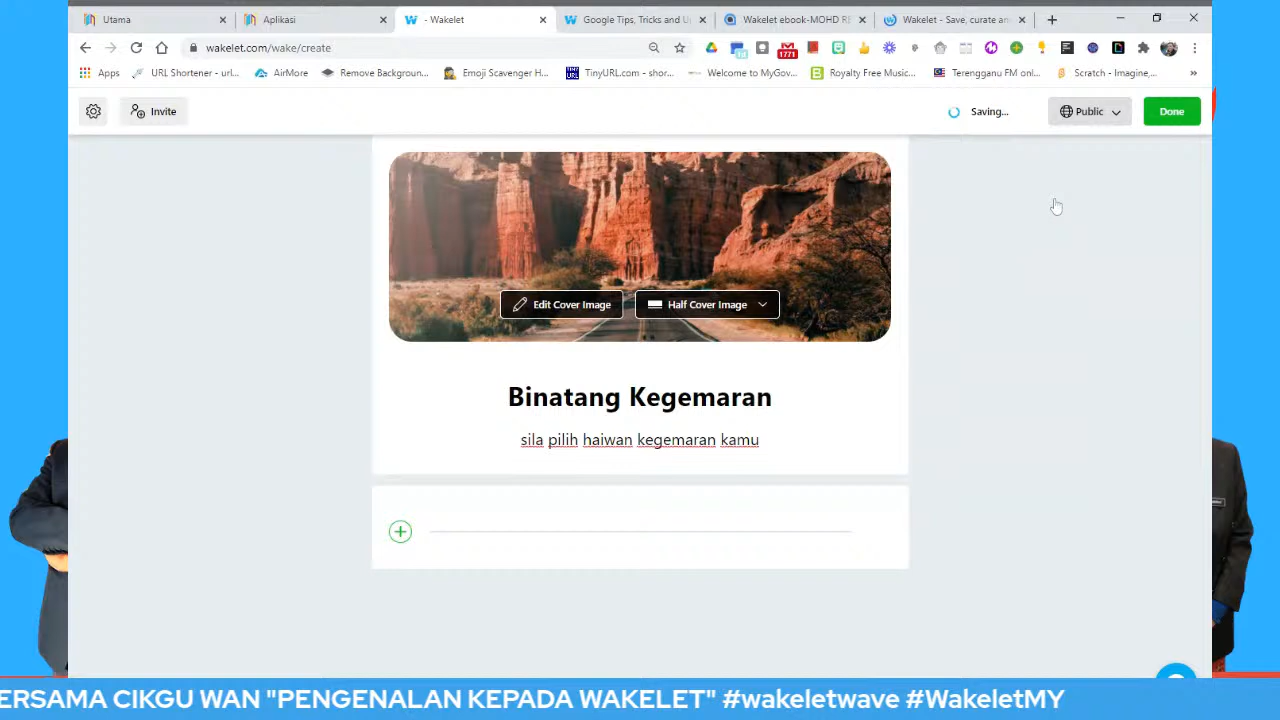 Utama
Aplikasi
- Wakelet
Google Tips, Tricks and U
Wakelet ebook-MOHD R
Wakelet - Save, curate an
wakelet.com/wake/create
1771
Apps
URL Shortener - url...
AirMore
Remove Backgroun...
Emoji Scavenger H...
TinyURL.com - shor...
Welcome to MyGov...
Royalty Free Music...
Terengganu FM onl...
Scratch - Imagine,...
Invite
Saving...
Public
Done
Edit Cover Image
Half Cover Image
Binatang Kegemaran
sila pilih haiwan kegemaran kamu
ERSAMA CIKGU WAN "PENGENALAN KEPADA WAKELET" #wakeletwave #WakeletMY